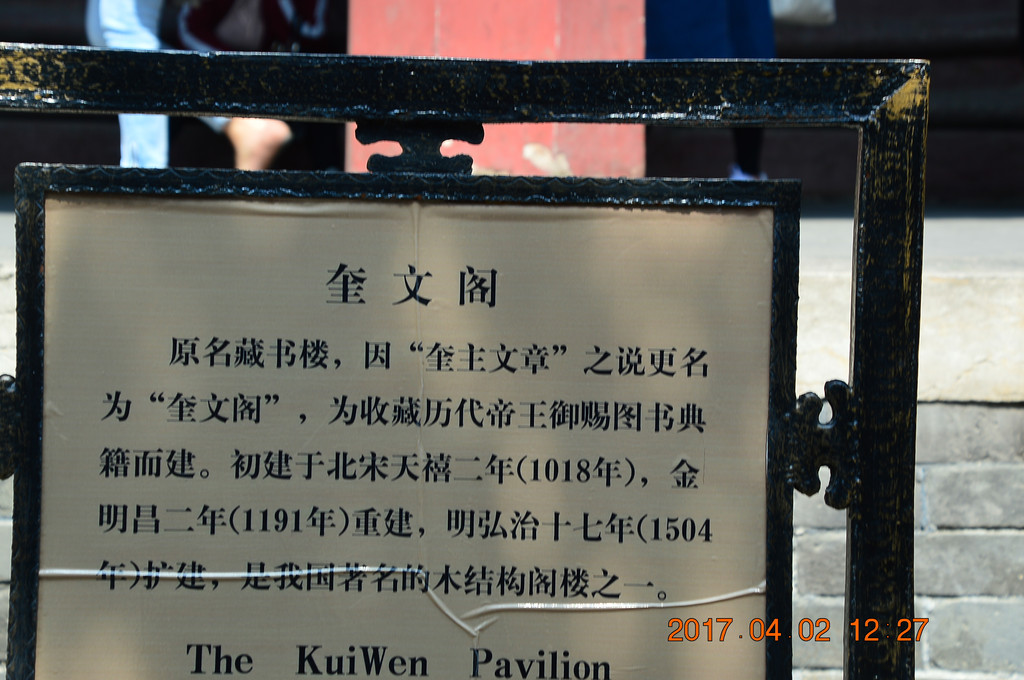 奎文阁
原名藏书楼，因“奎主文章”之说更名
为“奎文阁”，为收藏历代帝王御赐图书典
籍而建。初建于北宋天禧二年(1018年)，金
明昌二年(1191年)重建，明弘治十七年(1504
年)扩建，是我国著名的木结构阁楼之一。
The KuiWen Pavilion
2017.04.02 12:27